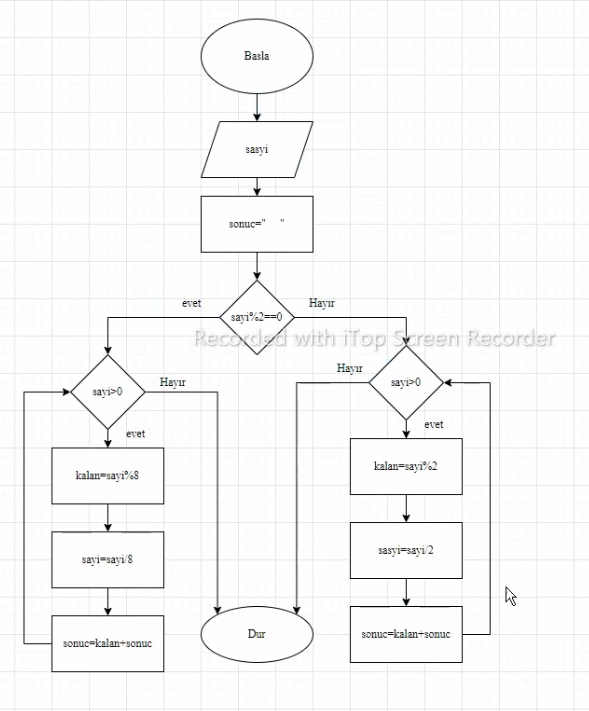 Basla
sasyi
sonuc=" "
sayi%2==0
evet
Hayır
Recorded with iTop Screen Recorder
sayi>0
Hayır
evet
kalan=sayi%8
sayi=sayi/8
sonuc=kalan+sonuc
sayi>0
Hayır
evet
kalan=sayi%2
sasyi=sayi/2
sonuc=kalan+sonuc
Dur